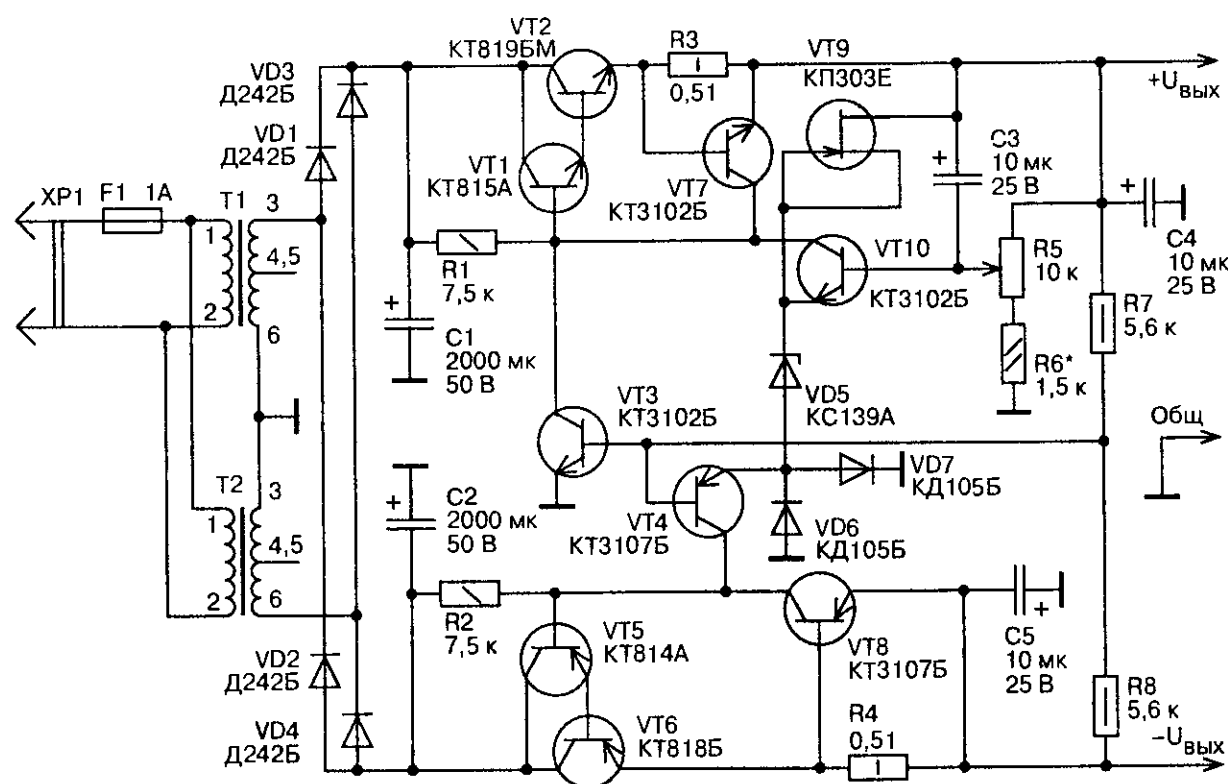 VT2
КТ819БМ
R3
0,51
VT9
КП303Е
+Uвых
VD3
Д242Б
VD1
Д242Б
VT1
КТ815А
VT7
КТ3102Б
+
C3
10 мк
25 В
+
C4
10 мк
25 В
XP1
F1 1A
T1
1
2
3
4,5
6
R1
7,5 к
VT10
КТ3102Б
R5
10 к
R7
5,6 к
+
C1
2000 мк
50 В
R6*
1,5 к
VD5
КС139А
VT3
КТ3102Б
Общ
T2
1
2
3
4,5
6
+
C2
2000 мк
50 В
VT4
КТ3107Б
VD7
КД105Б
VD6
КД105Б
R2
7,5 к
VT5
КТ814А
VT8
КТ3107Б
+
C5
10 мк
25 В
VD2
Д242Б
VD4
Д242Б
VT6
КТ818Б
R4
0,51
R8
5,6 к
−Uвых